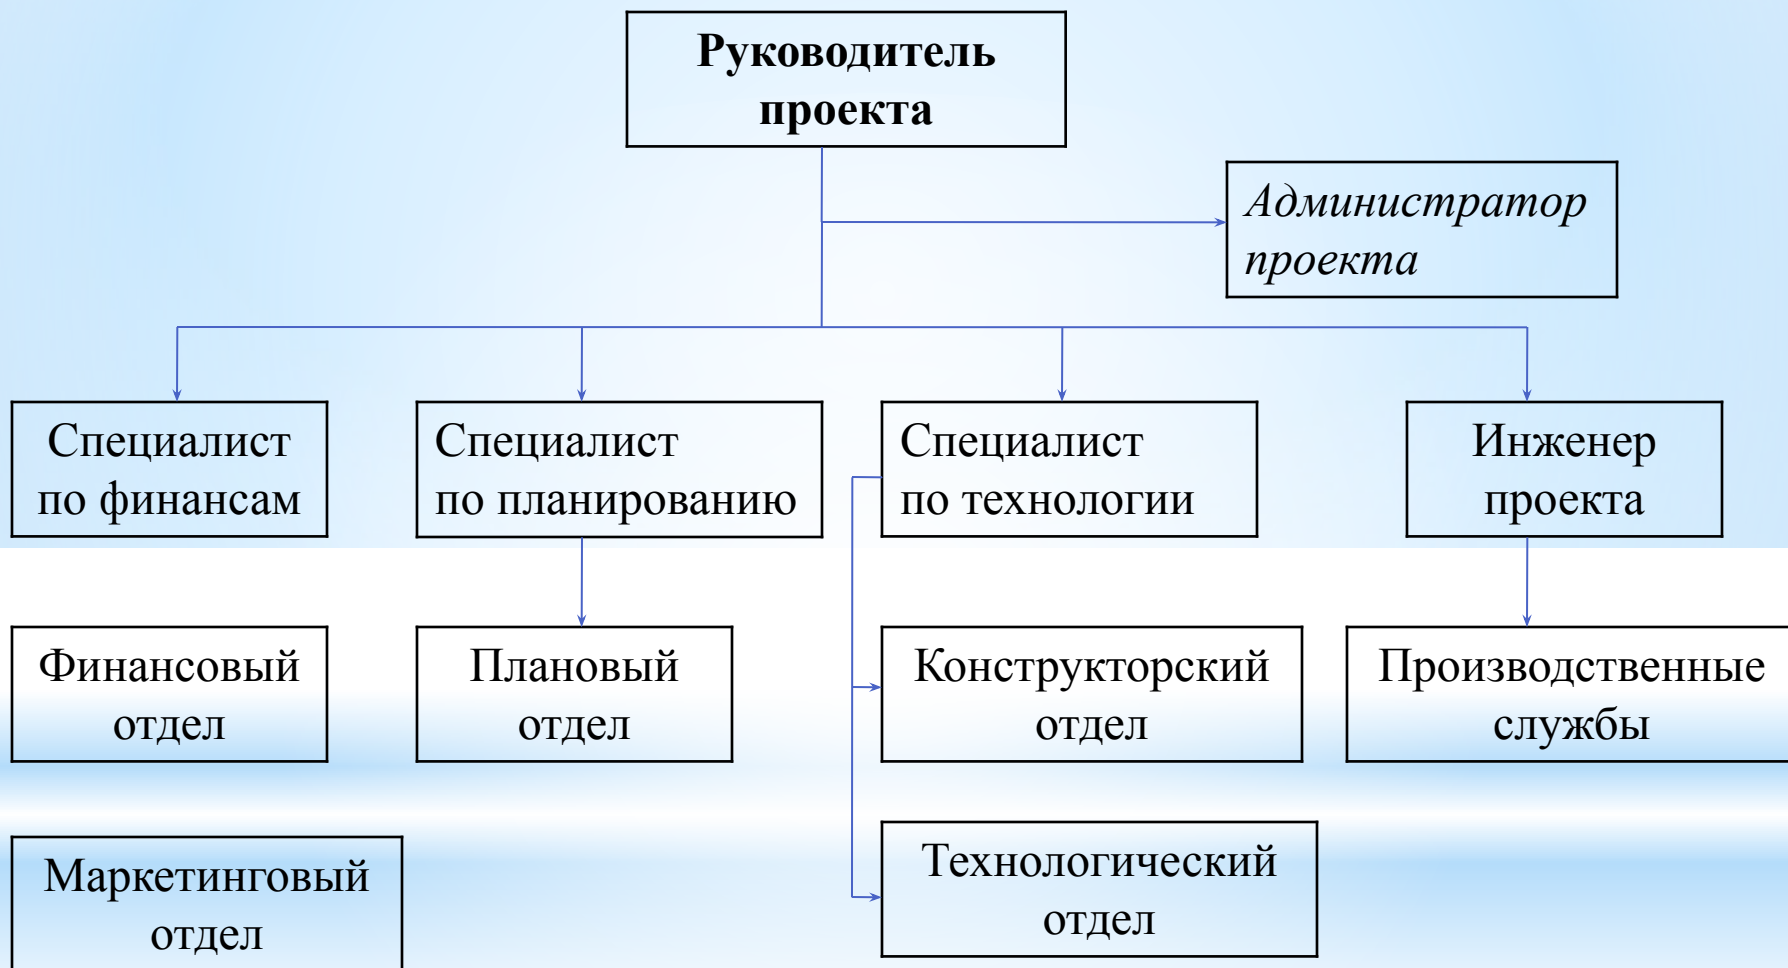 Руководитель
проекта
Администратор
проекта
Специалист
по финансам
Специалист
по планированию
Специалист
по технологии
Инженер
проекта
Финансовый
отдел
Плановый
отдел
Конструкторский
отдел
Производственные
службы
Маркетинговый
отдел
Технологический
отдел